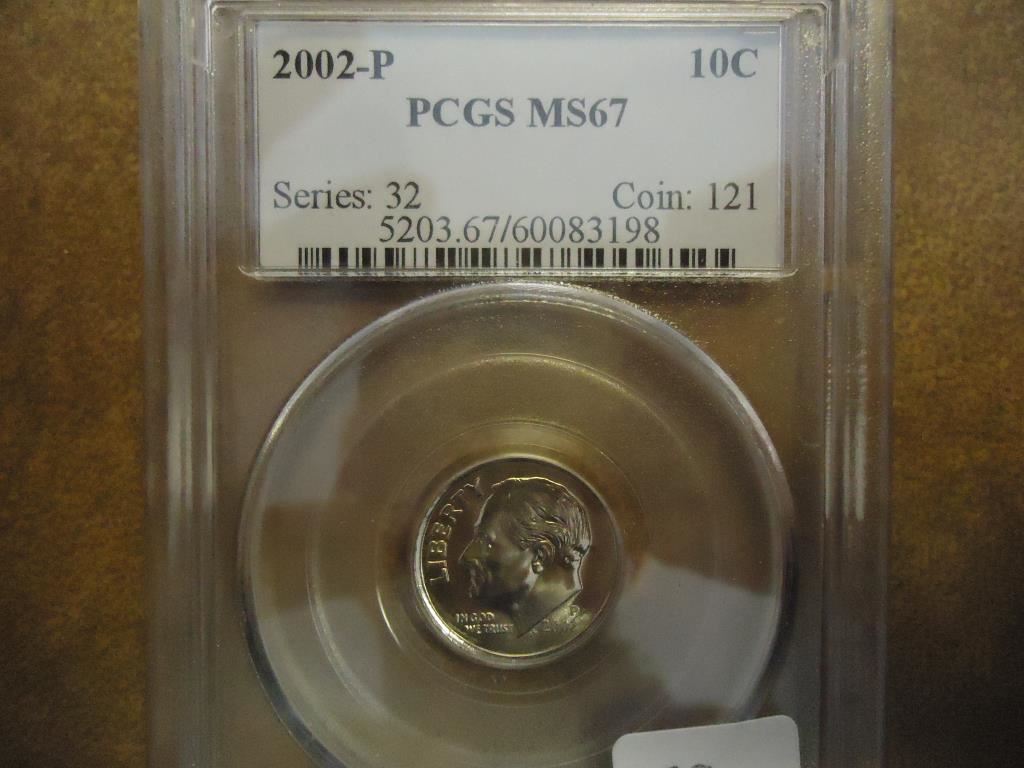 2002-P 10C
PCGS MS67
Series: 32 Coin: 121
5203.67/60083198
LIBERTY
IN GOD
WE TRUST
P